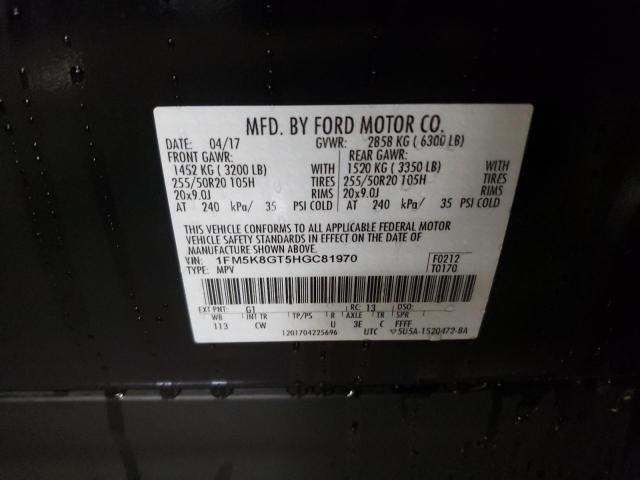 MFD. BY FORD MOTOR CO.
DATE: 04/17 GVWR: 2858 KG ( 6300 LB)
FRONT GAWR: REAR GAWR:
1452 KG ( 3200 LB) WITH 1520 KG ( 3350 LB) WITH
255/50R20 105H TIRES 255/50R20 105H TIRES
20x9.0J RIMS 20x9.0J RIMS
AT 240 kPa/ 35 PSI COLD AT 240 kPa/ 35 PSI COLD
THIS VEHICLE CONFORMS TO ALL APPLICABLE FEDERAL MOTOR
VEHICLE SAFETY STANDARDS IN EFFECT ON THE DATE OF
MANUFACTURE SHOWN ABOVE.
VIN: 1FM5K8GT5HGC81970 F0212
TYPE: MPV T0170
EXT PNT: G1 RC: 13 DSO:
WB INT TR TP/PS R AXLE TR SPR
113 CW U 3E C FFFF
1201704225696 UTC 5U5A-1520472-BA